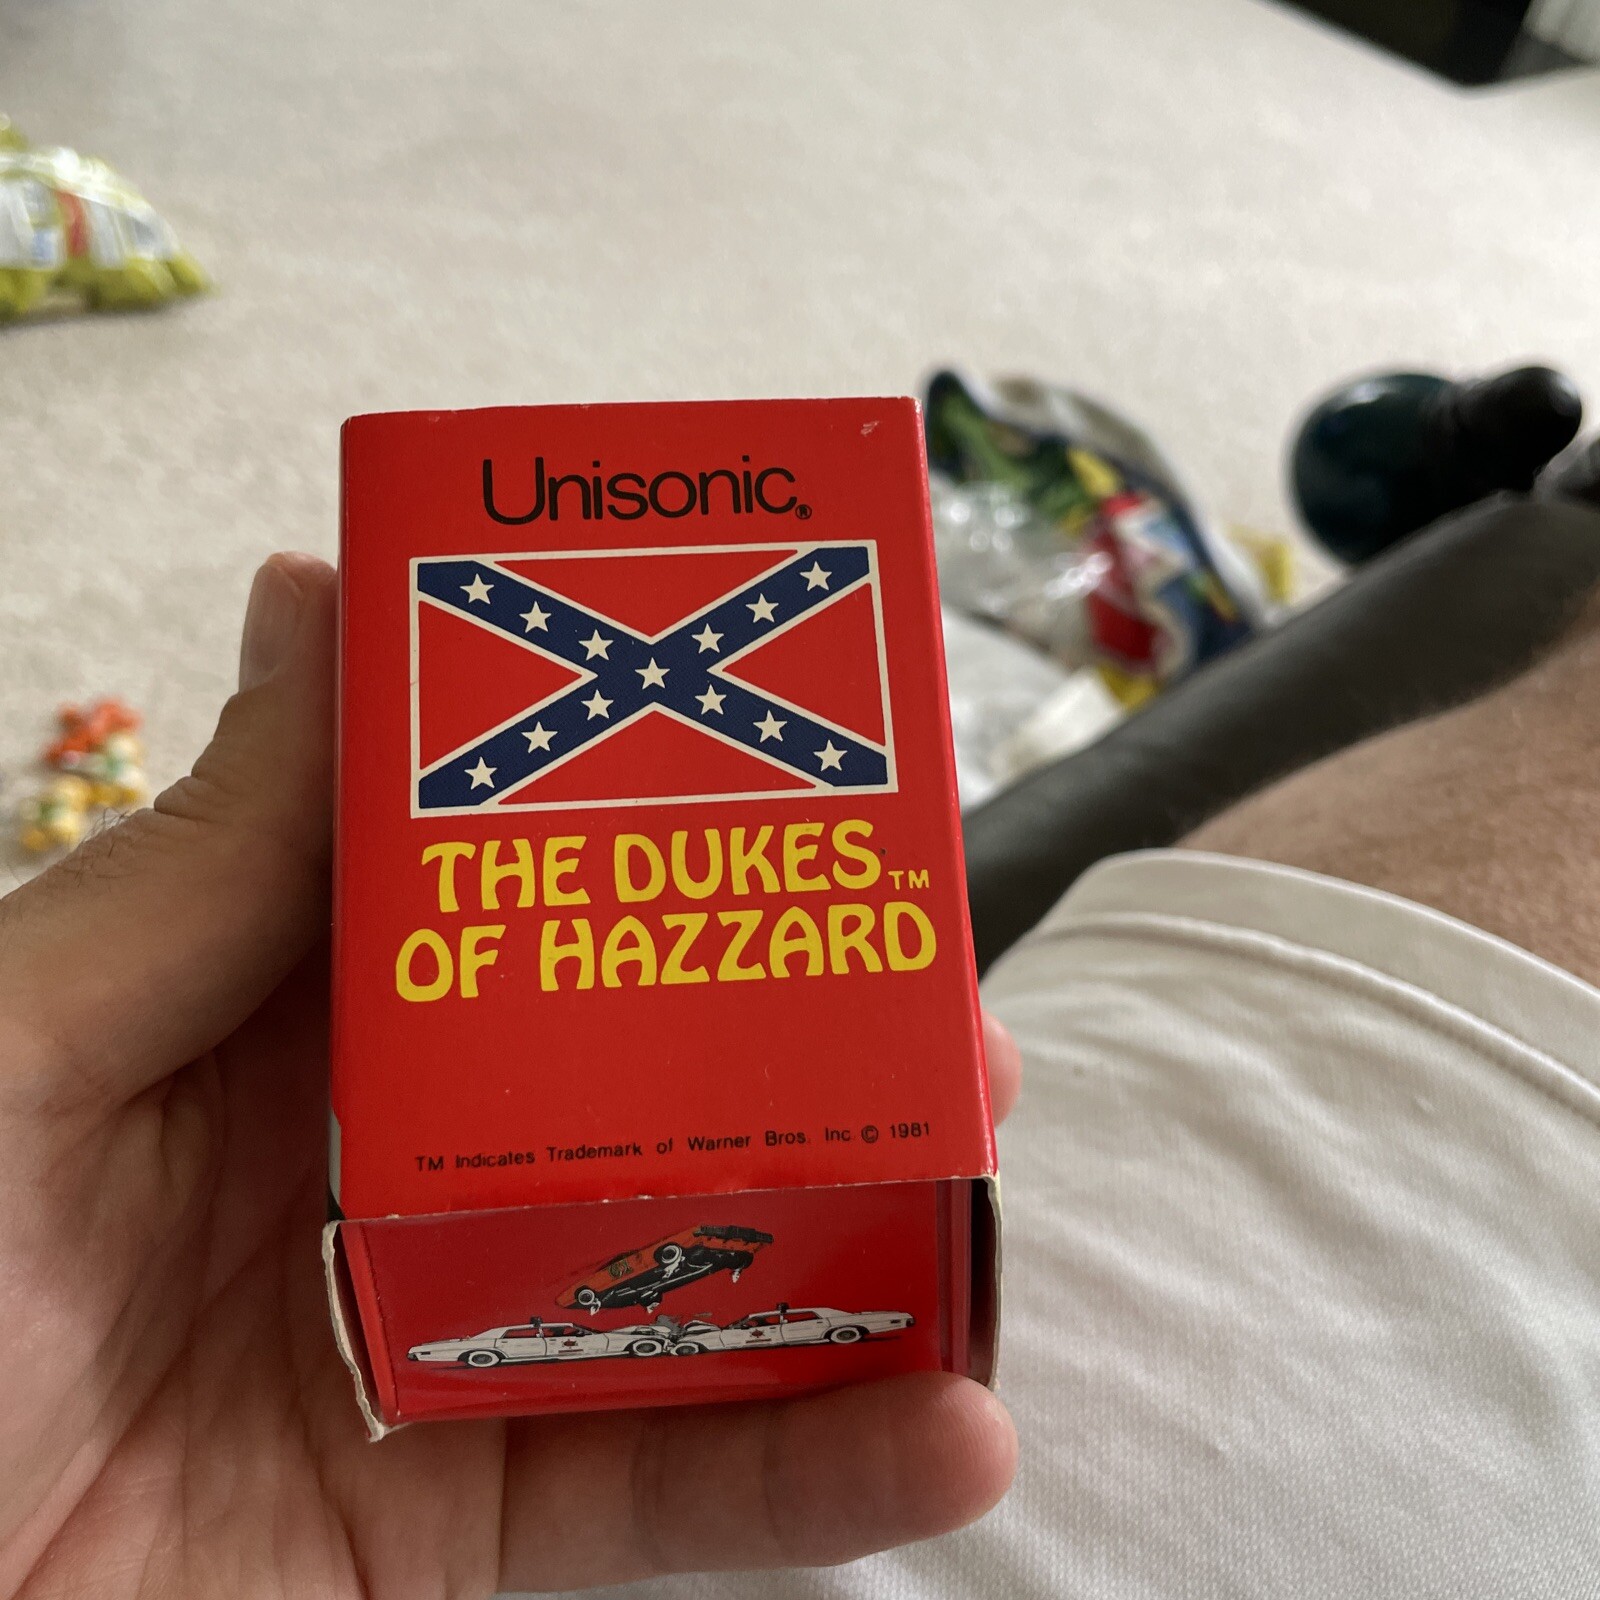 Unisonic®
THE DUKES™
OF HAZZARD
TM Indicates Trademark of Warner Bros. Inc © 1981